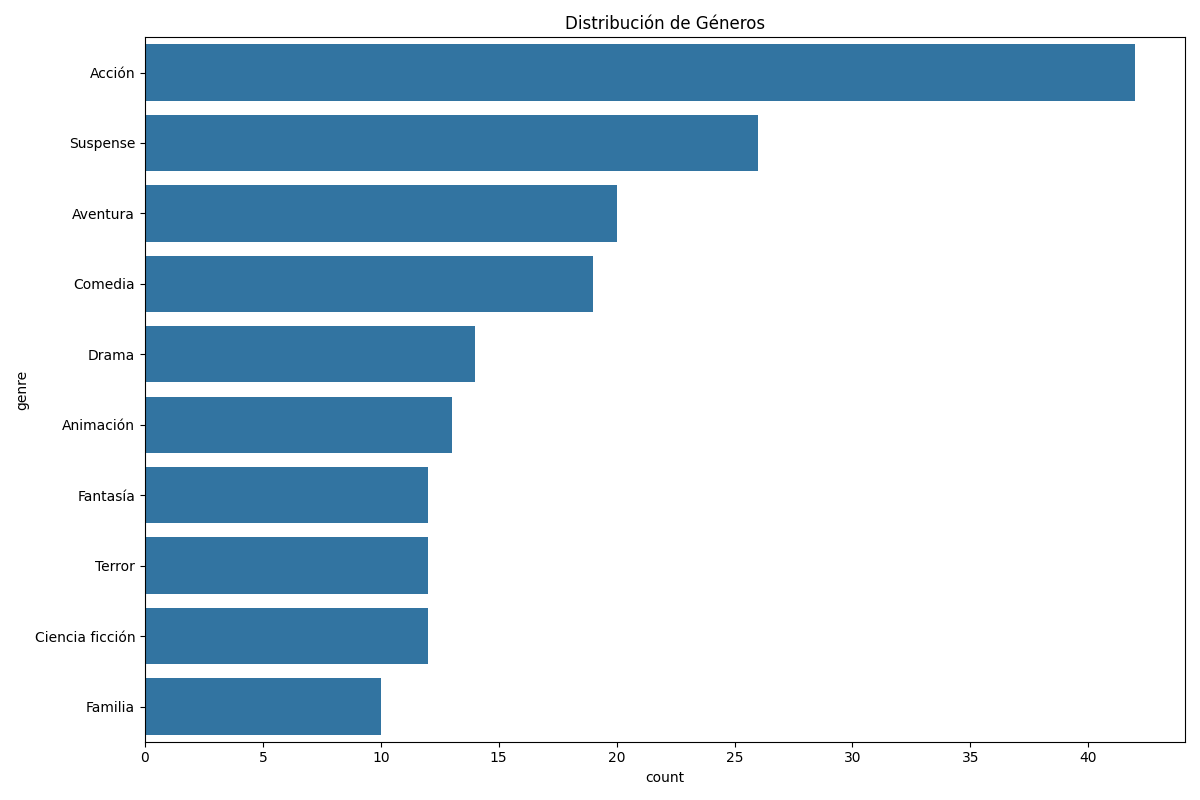 Distribución de Géneros
genre
Acción
Suspense
Aventura
Comedia
Drama
Animación
Fantasía
Terror
Ciencia ficción
Familia
0 5 10 15 20 25 30 35 40
count